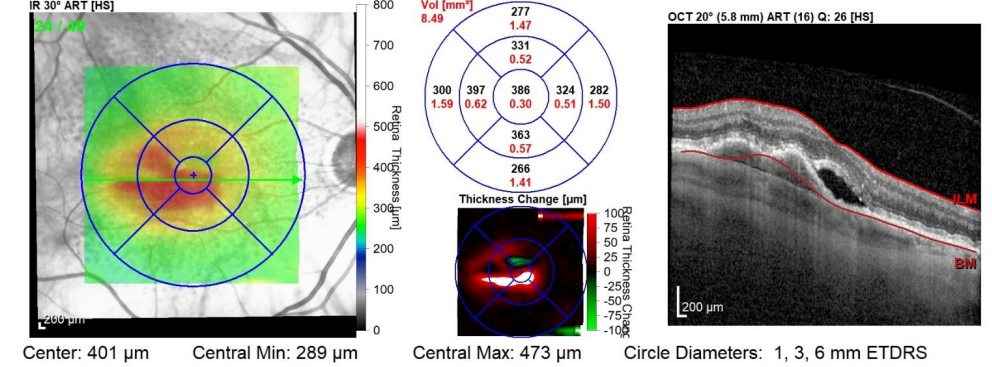 IR 30° ART [HS]
24 / 49
200 µm
800
700
600
500
400
300
200
100
0
Retina Thickness [µm]
Vol [mm³]
8.49
277
1.47
331
0.52
300 397 386 324 282
1.59 0.62 0.30 0.51 1.50
363
0.57
266
1.41
Thickness Change [µm]
100
75
50
25
0
-25
-50
-75
-100
Retina Thickness Chang
OCT 20° (5.8 mm) ART (16) Q: 26 [HS]
ILM
BM
200 µm
Center: 401 µm Central Min: 289 µm Central Max: 473 µm Circle Diameters: 1, 3, 6 mm ETDRS